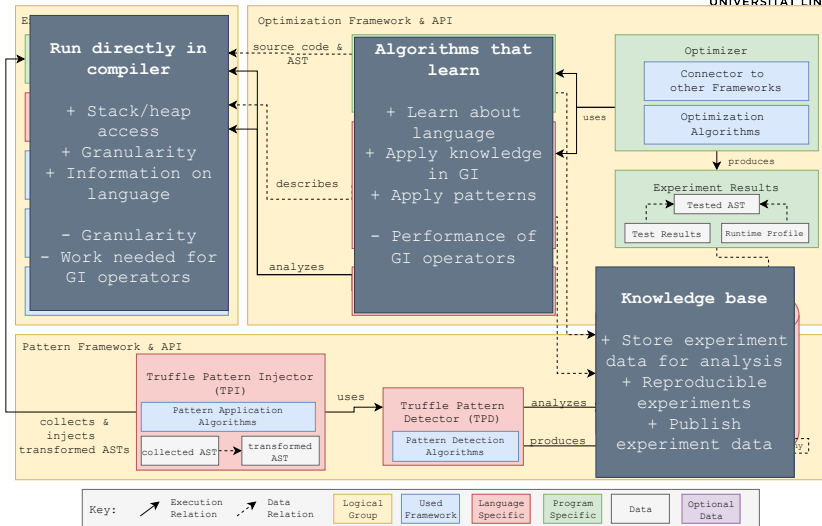 UNIVERSITÄT LIN
Optimization Framework & API
Run directly in
compiler
+ Stack/heap
access
+ Granularity
+ Information on
language
- Granularity
- Work needed for
GI operators
source code &
AST
describes
analyzes
Algorithms that
learn
+ Learn about
language
+ Apply knowledge
in GI
+ Apply patterns
- Performance of
GI operators
uses
Optimizer
Connector to
other Frameworks
Optimization
Algorithms
produces
Experiment Results
Tested AST
Test Results
Runtime Profile
Knowledge base
+ Store experiment
data for analysis
+ Reproducible
experiments
+ Publish
experiment data
Pattern Framework & API
collects &
injects
transformed ASTs
Truffle Pattern Injector
(TPI)
Pattern Application
Algorithms
collected AST
transformed
AST
uses
Truffle Pattern
Detector (TPD)
Pattern Detection
Algorithms
analyzes
produces
Key:
Execution
Relation
Data
Relation
Logical
Group
Used
Framework
Language
Specific
Program
Specific
Data
Optional
Data